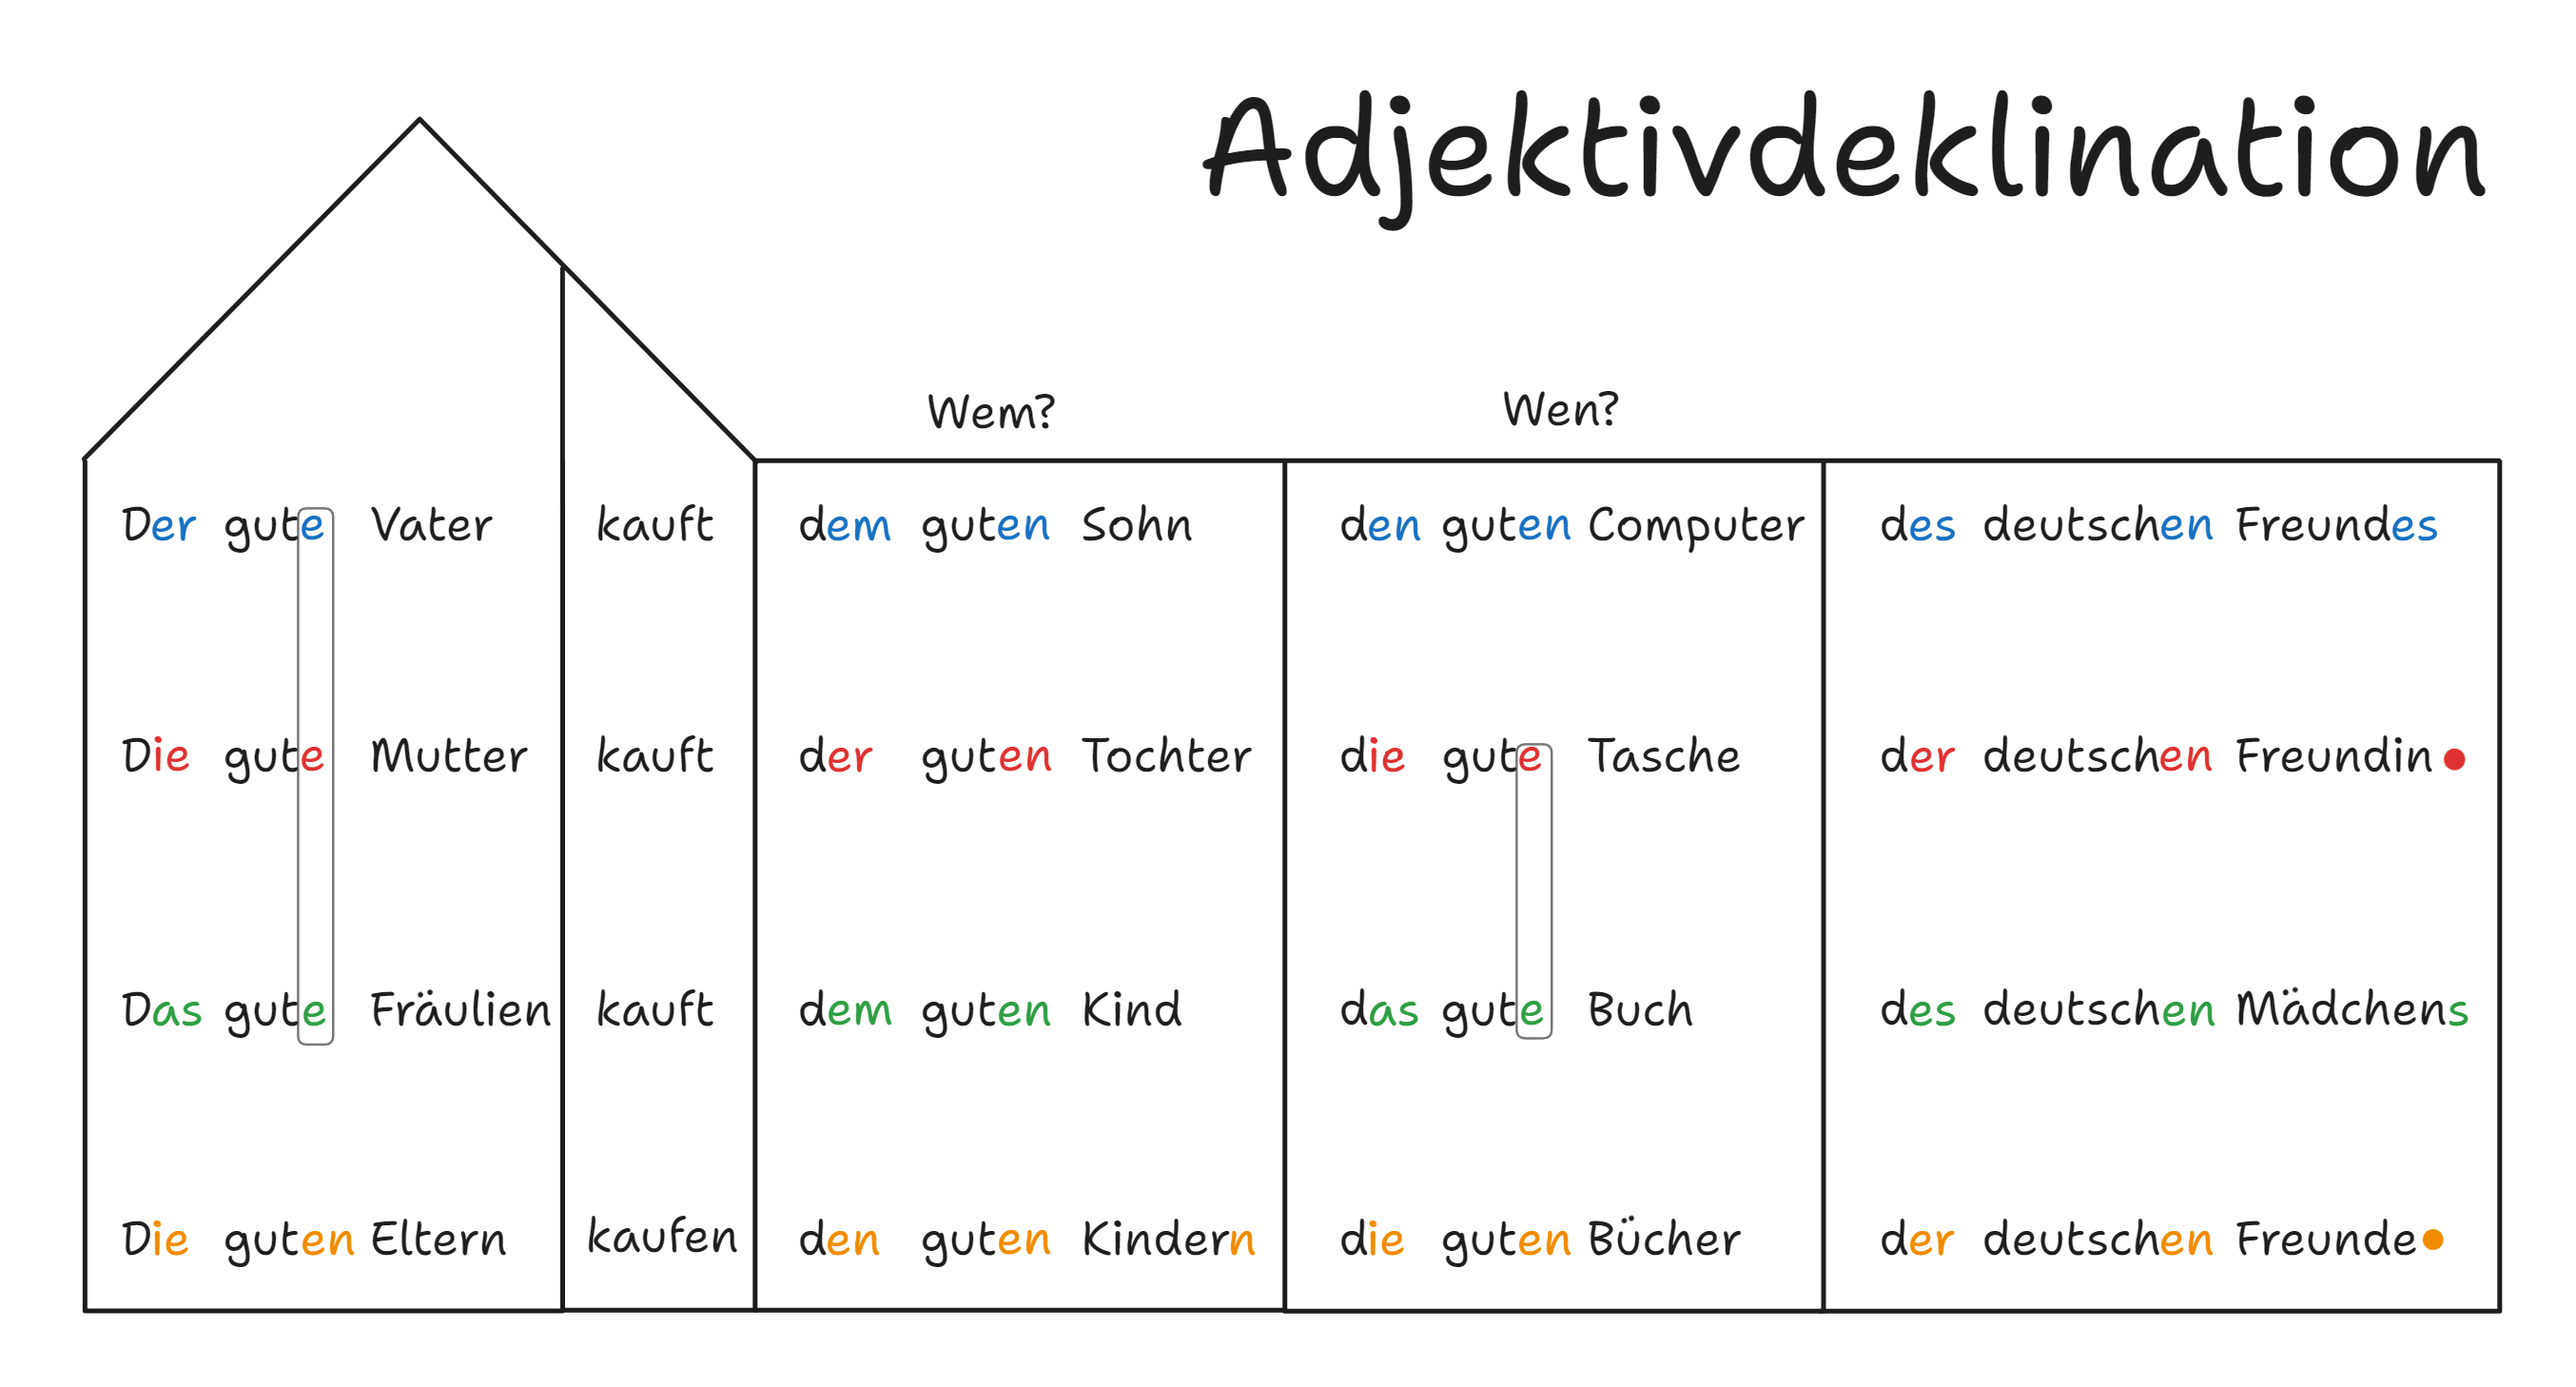 Adjektivdeklination
Wem? Wen?
Der gute Vater kauft dem guten Sohn den guten Computer des deutschen Freundes
Die gute Mutter kauft der guten Tochter die gute Tasche der deutschen Freundin
Das gute Fräulien kauft dem guten Kind das gute Buch des deutschen Mädchens
Die guten Eltern kaufen den guten Kindern die guten Bücher der deutschen Freunde